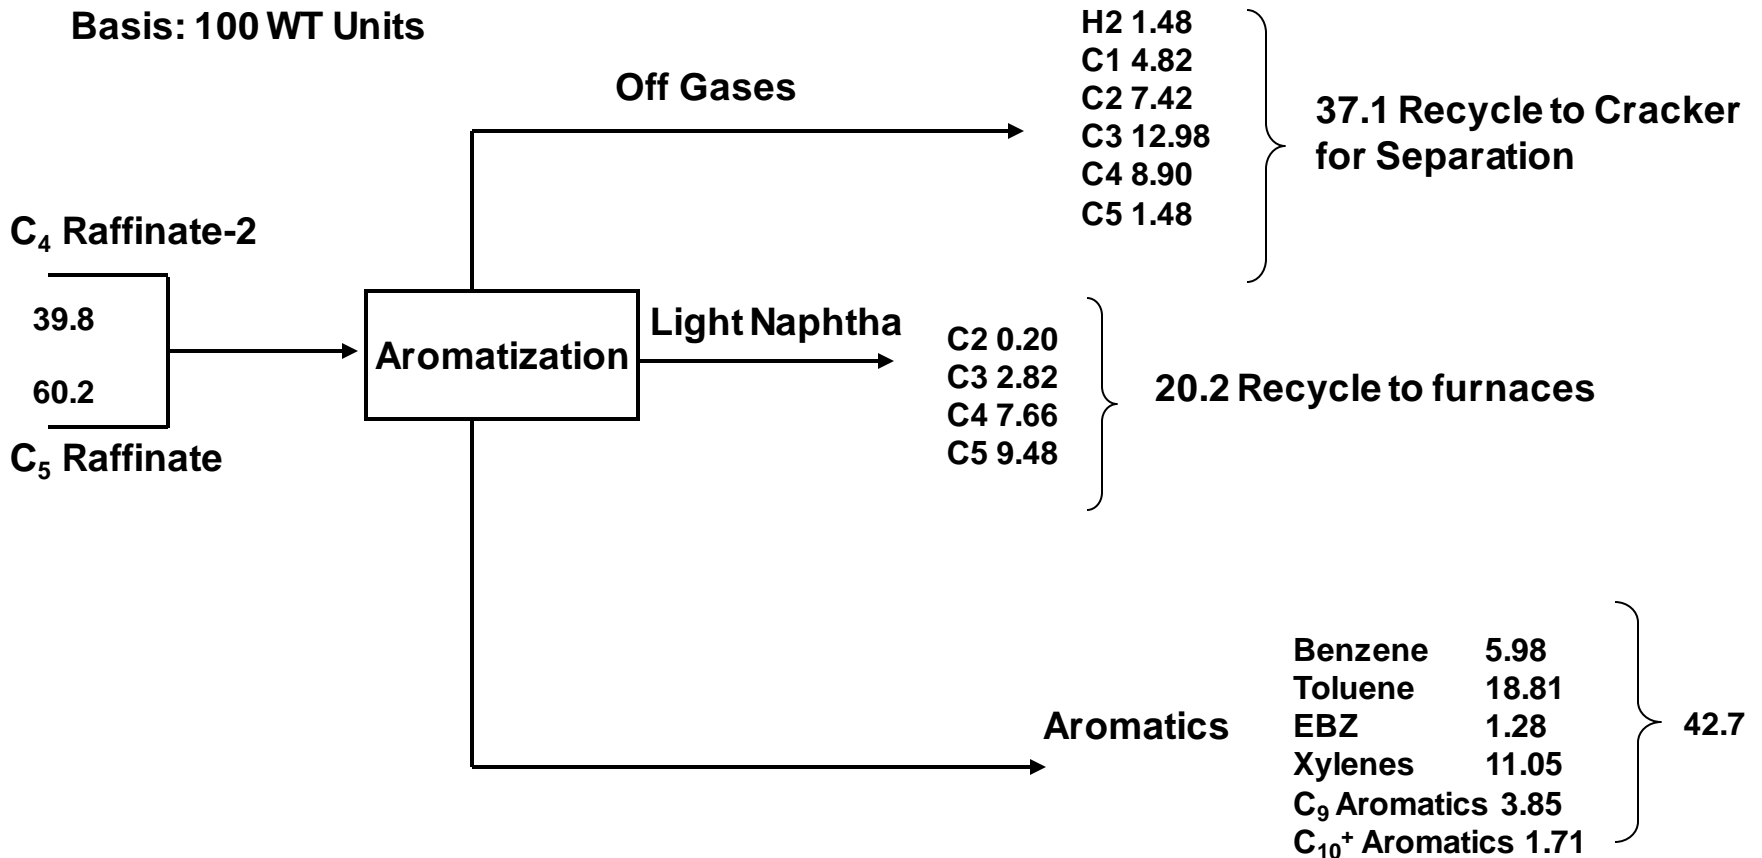 Basis: 100 WT Units
Off Gases
H2 1.48
C1 4.82
C2 7.42
C3 12.98
C4 8.90
C5 1.48
37.1 Recycle to Cracker
for Separation
C₄ Raffinate-2
39.8
60.2
C₅ Raffinate
Aromatization
Light Naphtha
C2 0.20
C3 2.82
C4 7.66
C5 9.48
20.2 Recycle to furnaces
Aromatics
Benzene 5.98
Toluene 18.81
EBZ 1.28
Xylenes 11.05
C₉ Aromatics 3.85
C₁₀⁺ Aromatics 1.71
42.7